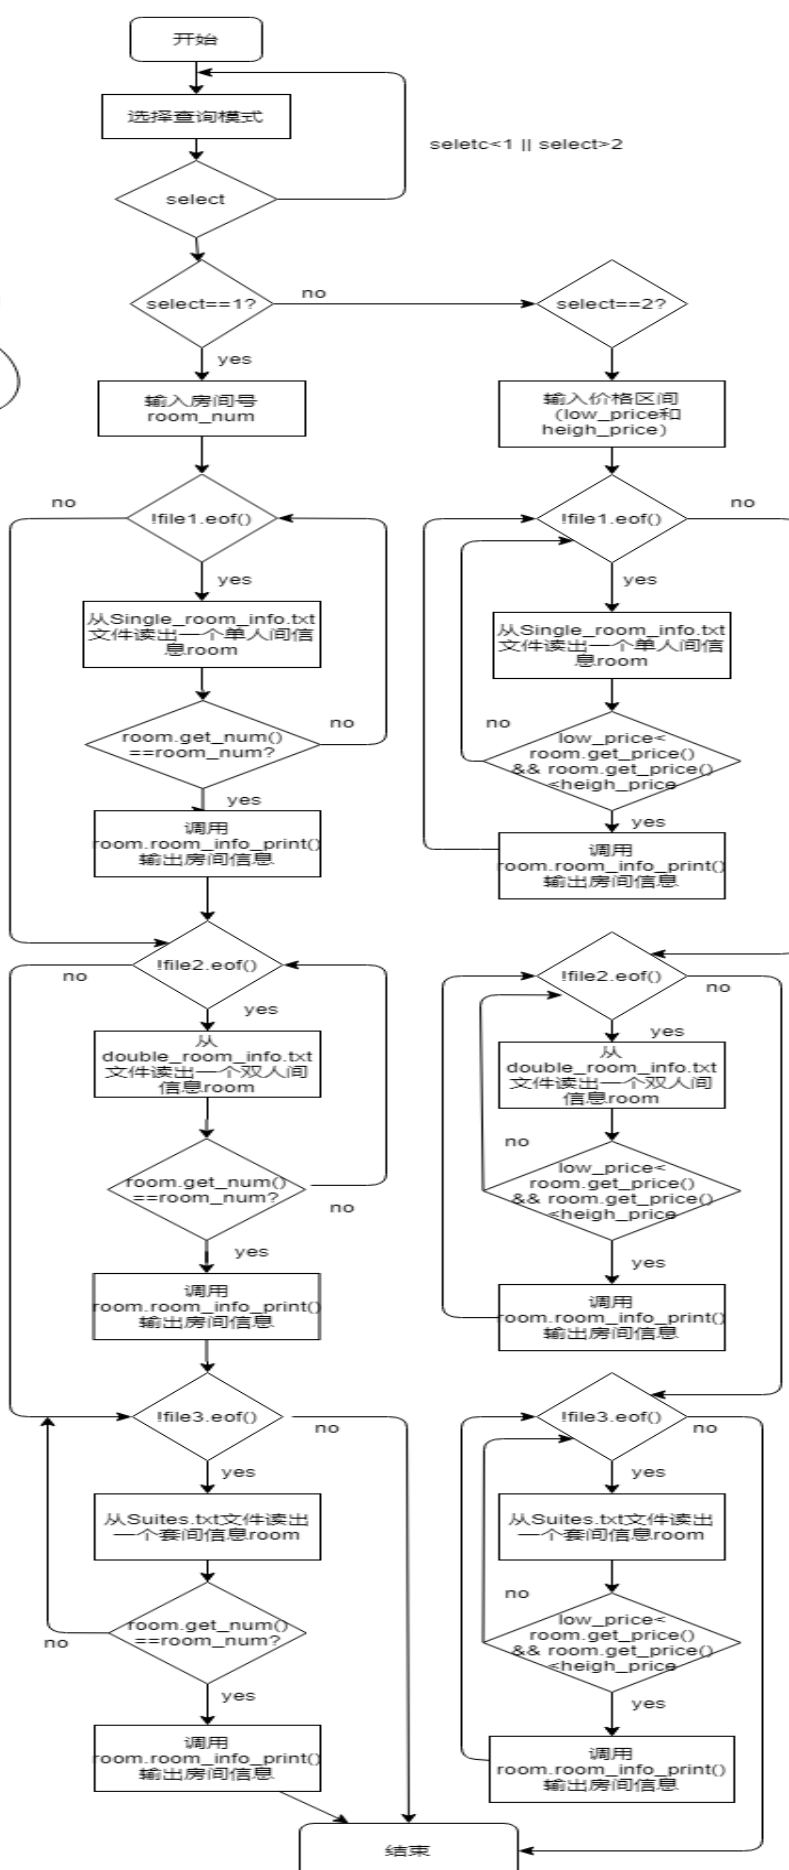 开始
选择查询模式
seletc<1 || select>2
select
select==1?
no
select==2?
yes
输入房间号
room_num
输入价格区间
（low_price和
heigh_price）
no
!file1.eof()
yes
从Single_room_info.txt
文件读出一个单人间信
息room
room.get_num()
==room_num?
no
yes
调用
room.room_info_print()
输出房间信息
!file1.eof()
no
yes
从Single_room_info.txt
文件读出一个单人间信
息room
no
low_price<
room.get_price()
&& room.get_price()
<heigh_price
yes
调用
room.room_info_print()
输出房间信息
!file2.eof()
no
yes
从
double_room_info.txt
文件读出一个双人间
信息room
room.get_num()
==room_num?
no
yes
调用
room.room_info_print()
输出房间信息
!file2.eof()
no
yes
从
double_room_info.txt
文件读出一个双人间
信息room
no
low_price<
room.get_price()
&& room.get_price()
<heigh_price
yes
调用
room.room_info_print()
输出房间信息
!file3.eof()
no
yes
从Suites.txt文件读出
一个套间信息room
room.get_num()
==room_num?
no
yes
调用
room.room_info_print()
输出房间信息
!file3.eof()
no
yes
从Suites.txt文件读出
一个套间信息room
no
low_price<
room.get_price()
&& room.get_price()
<heigh_price
yes
调用
room.room_info_print()
输出房间信息
结束